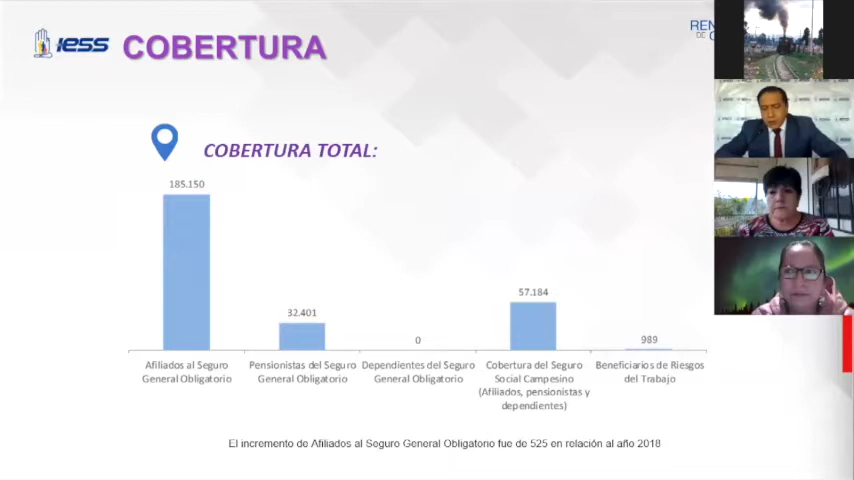 IESS COBERTURA
REN
DE
COBERTURA TOTAL:
185.150
32.401
0
57.184
989
Afiliados al Seguro
General Obligatorio
Pensionistas del Seguro
General Obligatorio
Dependientes del Seguro
General Obligatorio
Cobertura del Seguro
Social Campesino
(Afiliados, pensionistas y
dependientes)
Beneficiarios de Riesgos
del Trabajo
El incremento de Afiliados al Seguro General Obligatorio fue de 525 en relación al año 2018